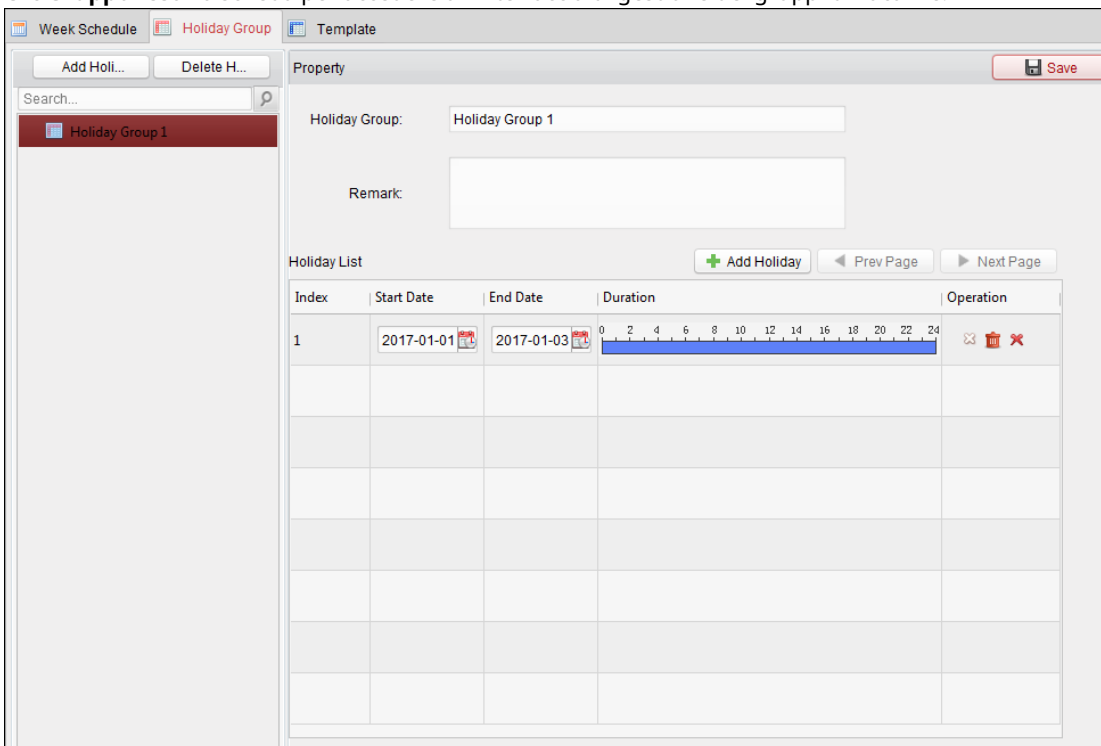 Week Schedule Holiday Group Template
Add Holi... Delete H... Property Save
Search...
Holiday Group 1
Holiday Group: Holiday Group 1
Remark:
Holiday List Add Holiday Prev Page Next Page
Index Start Date End Date Duration Operation
1 2017-01-01 2017-01-03 0 2 4 6 8 10 12 14 16 18 20 22 24